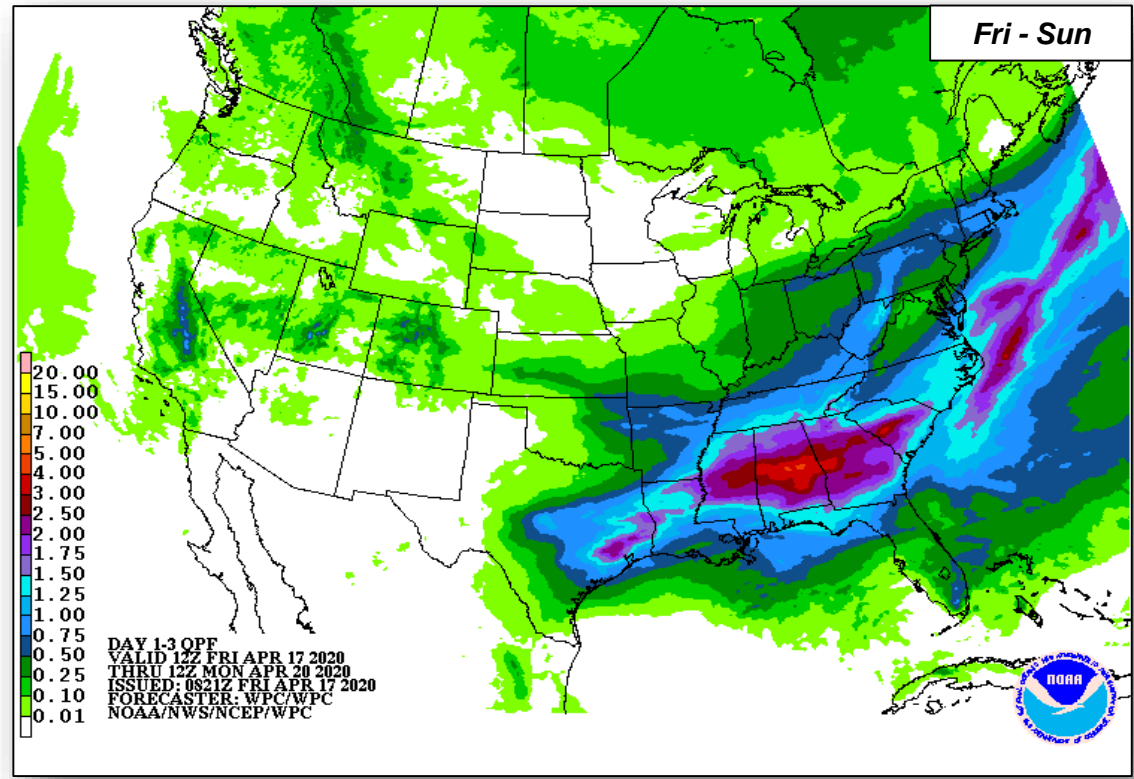 Fri - Sun
20.00
15.00
10.00
7.00
5.00
4.00
3.00
2.50
2.00
1.75
1.50
1.25
1.00
0.75
0.50
0.25
0.10
0.01
DAY 1-3 QPF
VALID 12Z FRI APR 17 2020
THRU 12Z MON APR 20 2020
ISSUED: 0821Z FRI APR 17 2020
FORECASTER: WPC/WPC
NOAA/NWS/NCEP/WPC
NOAA